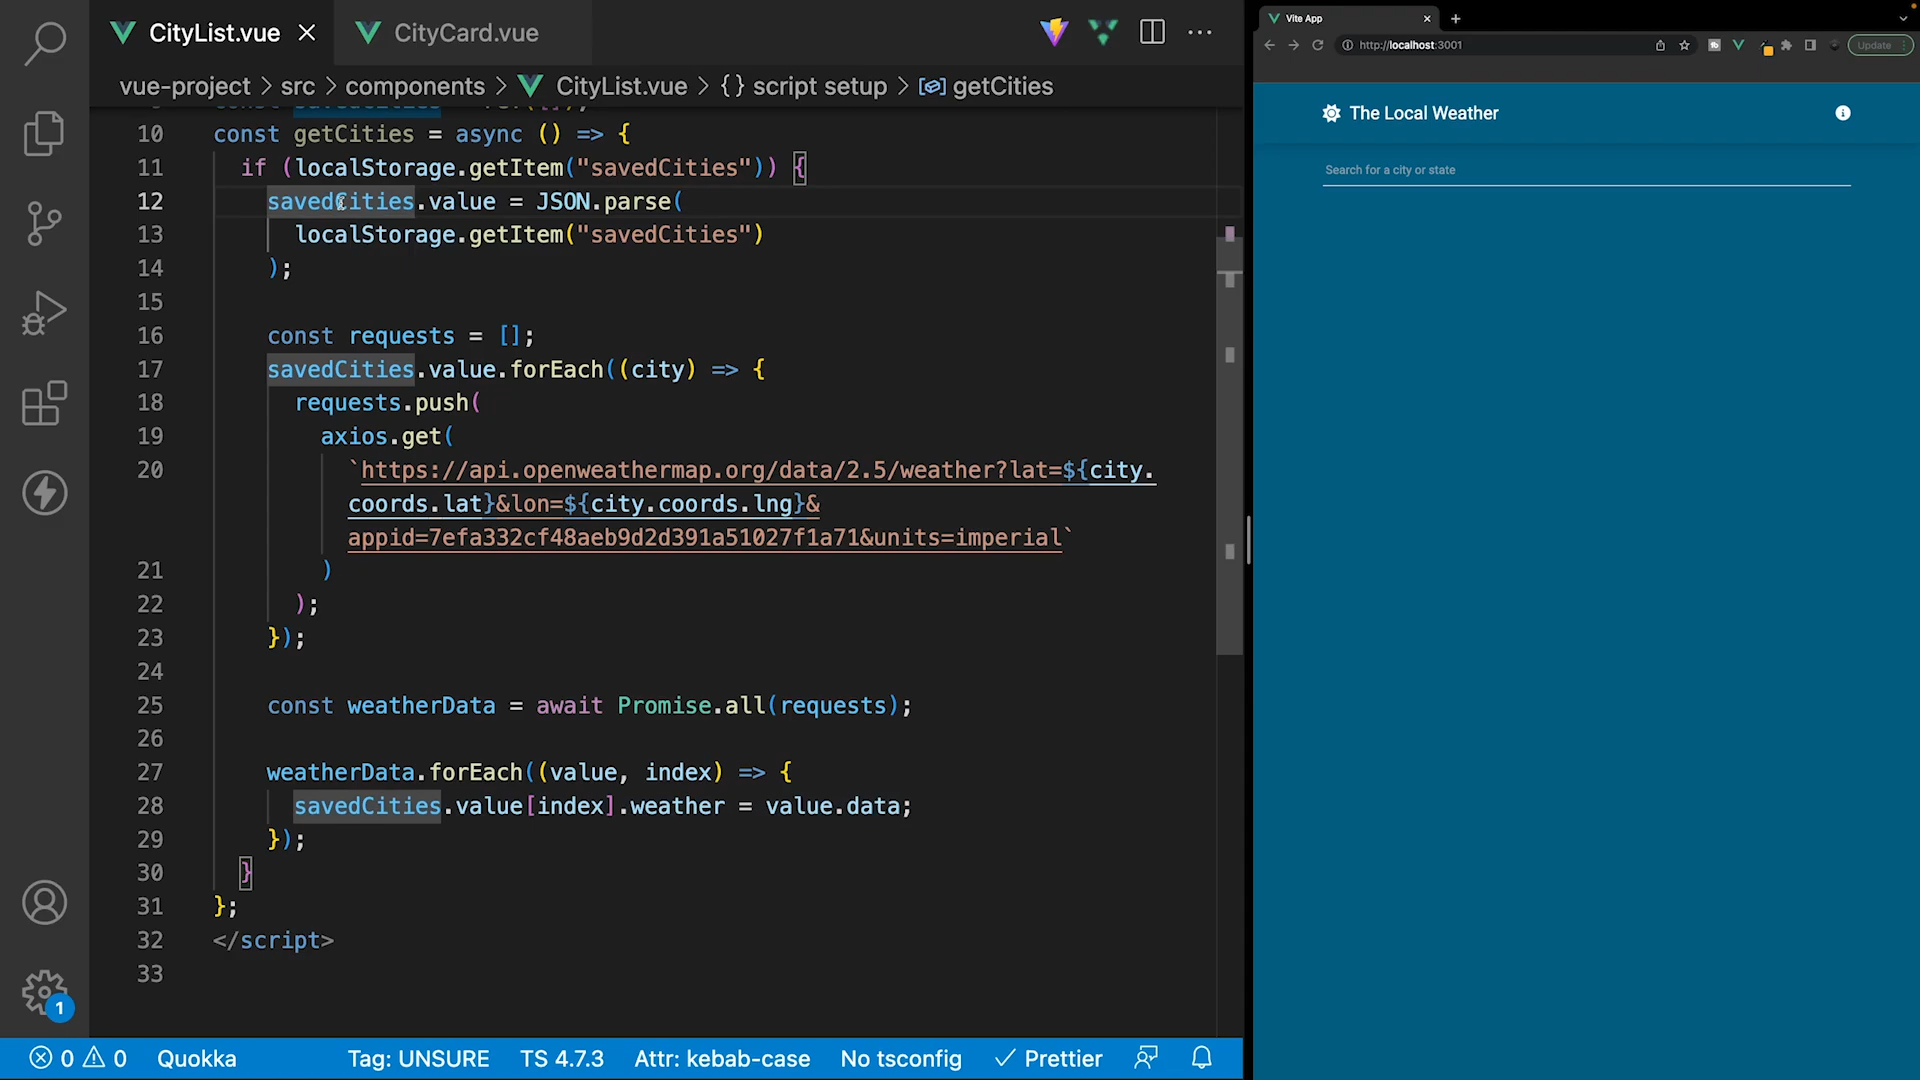 CityList.vue
CityCard.vue
vue-project > src > components > CityList.vue > {} script setup > getCities
10 const getCities = async () => {
11 if (localStorage.getItem("savedCities")) {
12 savedCities.value = JSON.parse(
13 localStorage.getItem("savedCities")
14 );
15
16 const requests = [];
17 savedCities.value.forEach((city) => {
18 requests.push(
19 axios.get(
20 `https://api.openweathermap.org/data/2.5/weather?lat=${city.
coords.lat}&lon=${city.coords.lng}&
appid=7efa332cf48aeb9d2d391a51027f1a71&units=imperial`
21 )
22 );
23 });
24
25 const weatherData = await Promise.all(requests);
26
27 weatherData.forEach((value, index) => {
28 savedCities.value[index].weather = value.data;
29 });
30 }
31 };
32 </script>
33
1
0 0 Quokka Tag: UNSURE TS 4.7.3 Attr: kebab-case No tsconfig Prettier
Vite App
http://localhost:3001
Update
The Local Weather
Search for a city or state